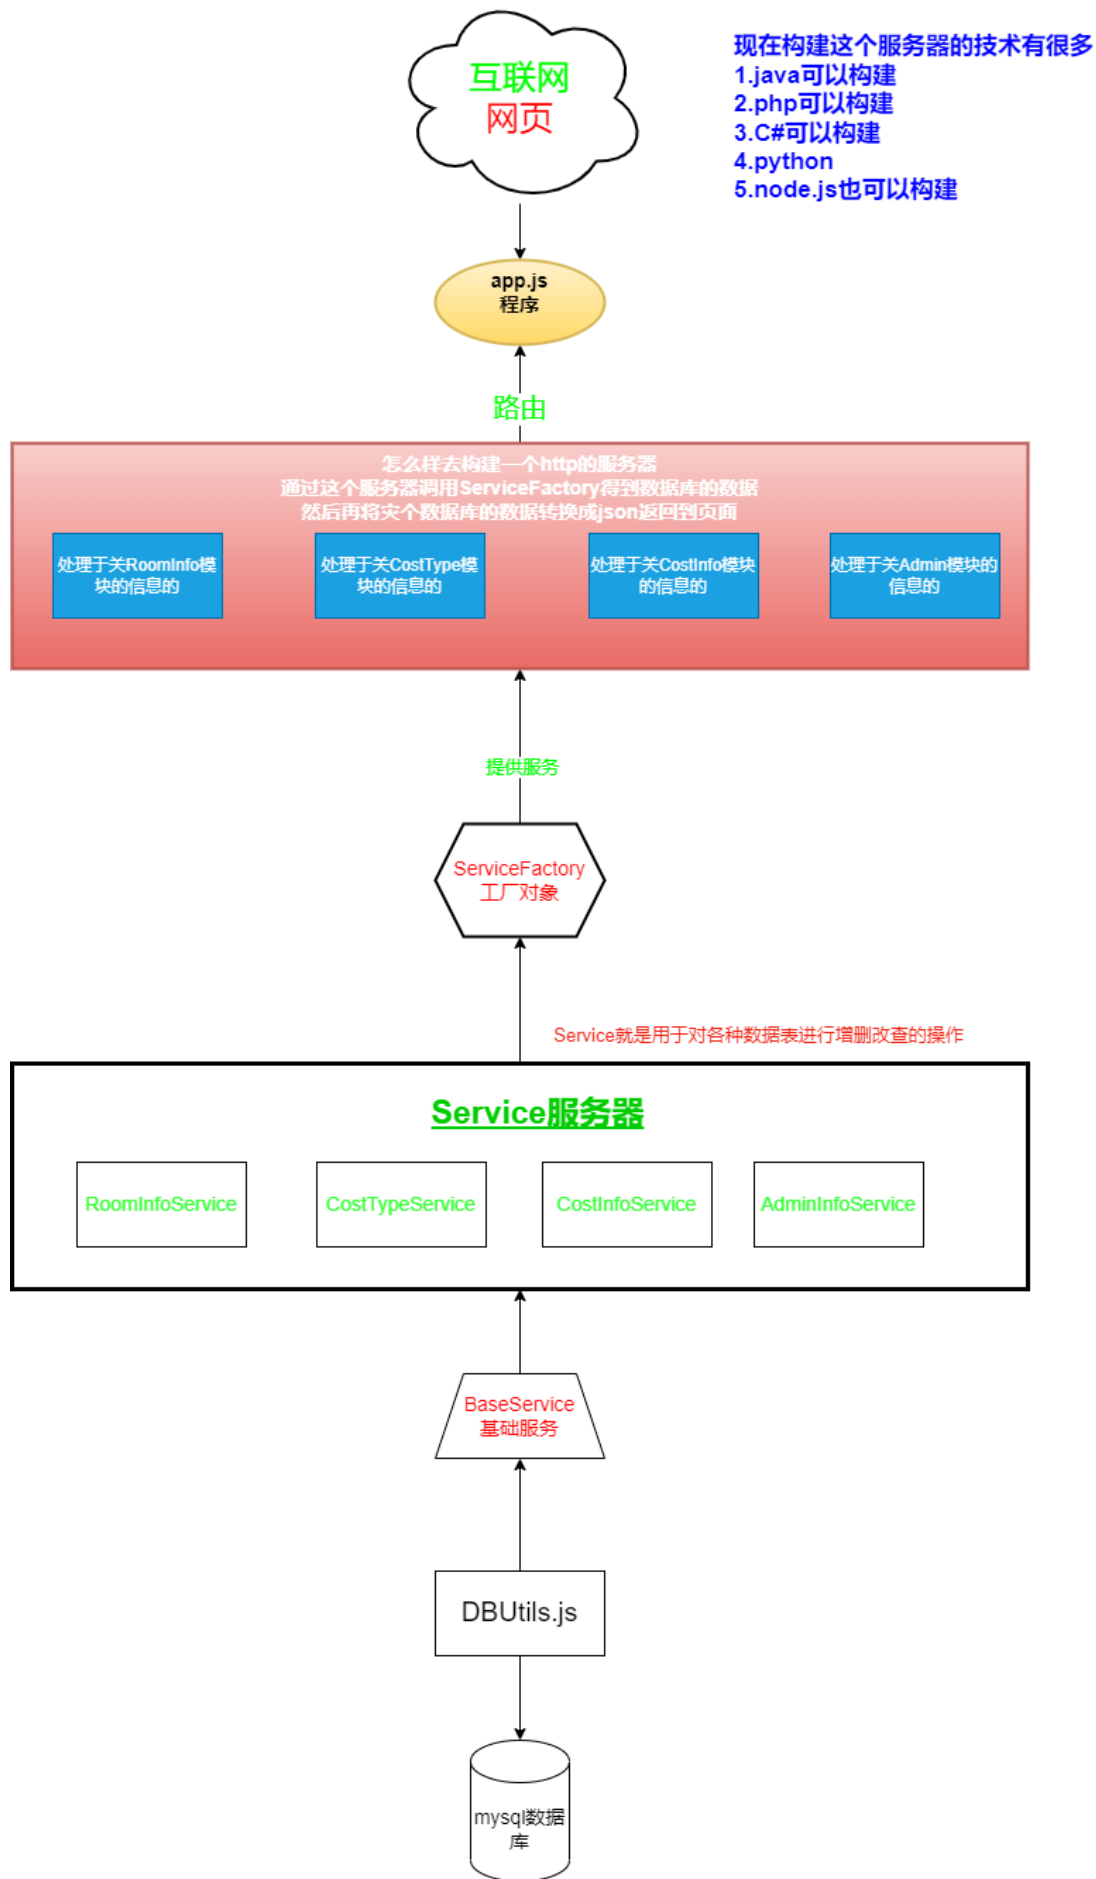 互联网
网页
现在构建这个服务器的技术有很多
1.java可以构建
2.php可以构建
3.C#可以构建
4.python
5.node.js也可以构建
app.js
程序
路由
怎么样去构建一个http的服务器
通过这个服务器调用ServiceFactory得到数据库的数据
然后再将灾个数据库的数据转换成json返回到页面
处理于关RoomInfo模
块的信息的
处理于关CostType模
块的信息的
处理于关CostInfo模块
的信息的
处理于关Admin模块的
信息的
提供服务
ServiceFactory
工厂对象
Service就是用于对各种数据表进行增删改查的操作
Service服务器
RoomInfoService
CostTypeService
CostInfoService
AdminInfoService
BaseService
基础服务
DBUtils.js
mysql数据
库